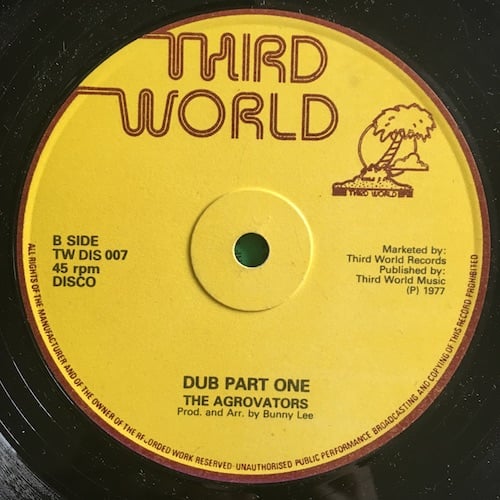 THIRD
WORLD
THIRD WORLD
B SIDE
TW DIS 007
45 rpm
DISCO
Marketed by:
Third World Records
Published by:
Third World Music
(P) 1977
DUB PART ONE
THE AGROVATORS
Prod. and Arr. by Bunny Lee
ALL RIGHTS OF THE MANUFACTURER AND OF THE OWNER OF THE RECORDED WORK RESERVED-UNAUTHORISED PUBLIC PERFORMANCE BROADCASTING AND COPYING OF THIS RECORD PROHIBITED